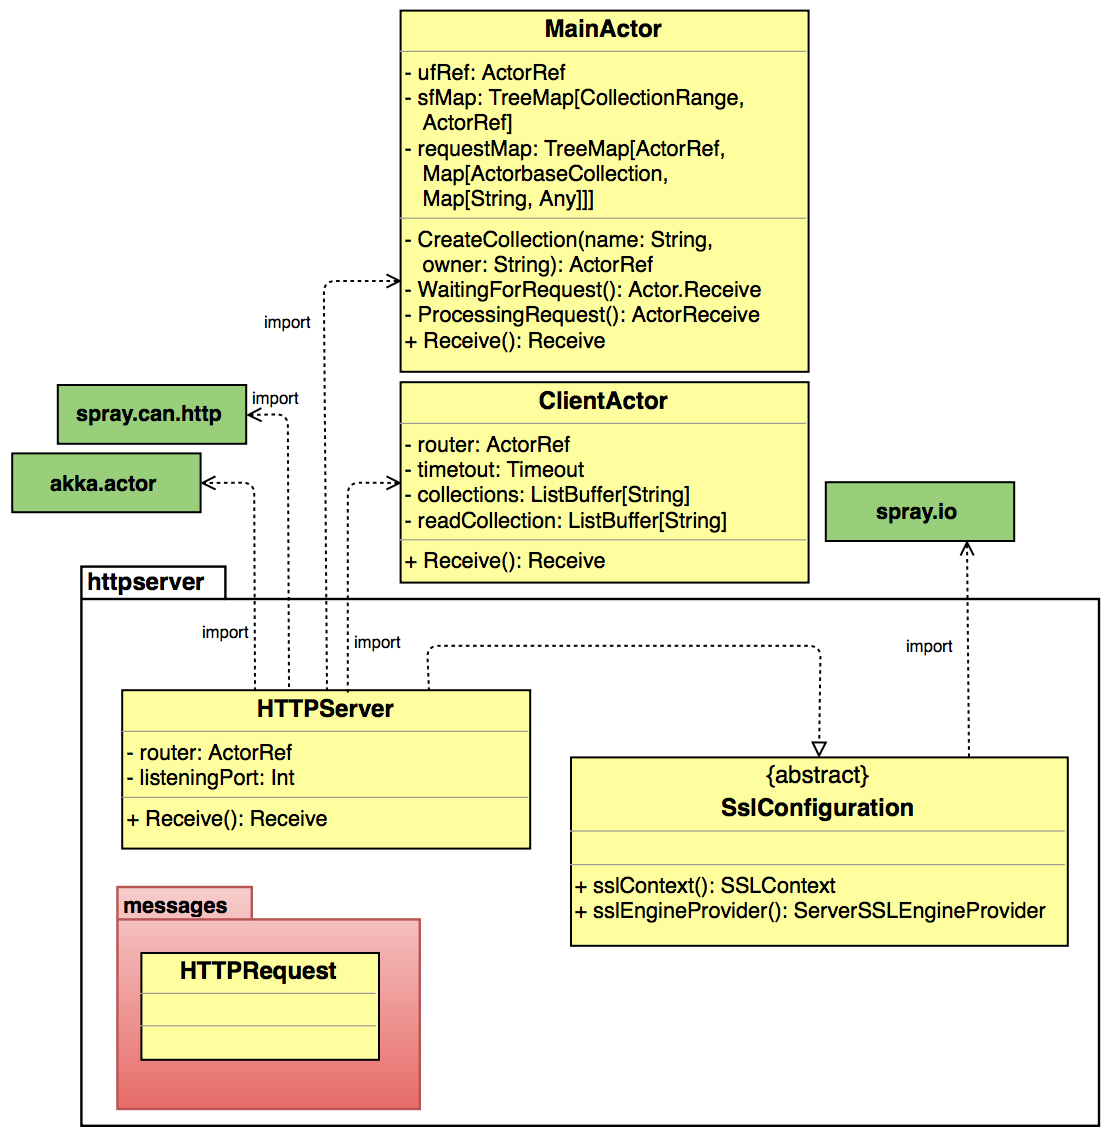 MainActor
- ufRef: ActorRef
- sfMap: TreeMap[CollectionRange,
ActorRef]
- requestMap: TreeMap[ActorRef,
Map[ActorbaseCollection,
Map[String, Any]]]
- CreateCollection(name: String,
owner: String): ActorRef
- WaitingForRequest(): Actor.Receive
- ProcessingRequest(): ActorReceive
+ Receive(): Receive
import
spray.can.http
import
akka.actor
ClientActor
- router: ActorRef
- timetout: Timeout
- collections: ListBuffer[String]
- readCollection: ListBuffer[String]
+ Receive(): Receive
spray.io
httpserver
import
import
import
HTTPServer
- router: ActorRef
- listeningPort: Int
+ Receive(): Receive
{abstract}
SslConfiguration
+ sslContext(): SSLContext
+ sslEngineProvider(): ServerSSLEngineProvider
messages
HTTPRequest